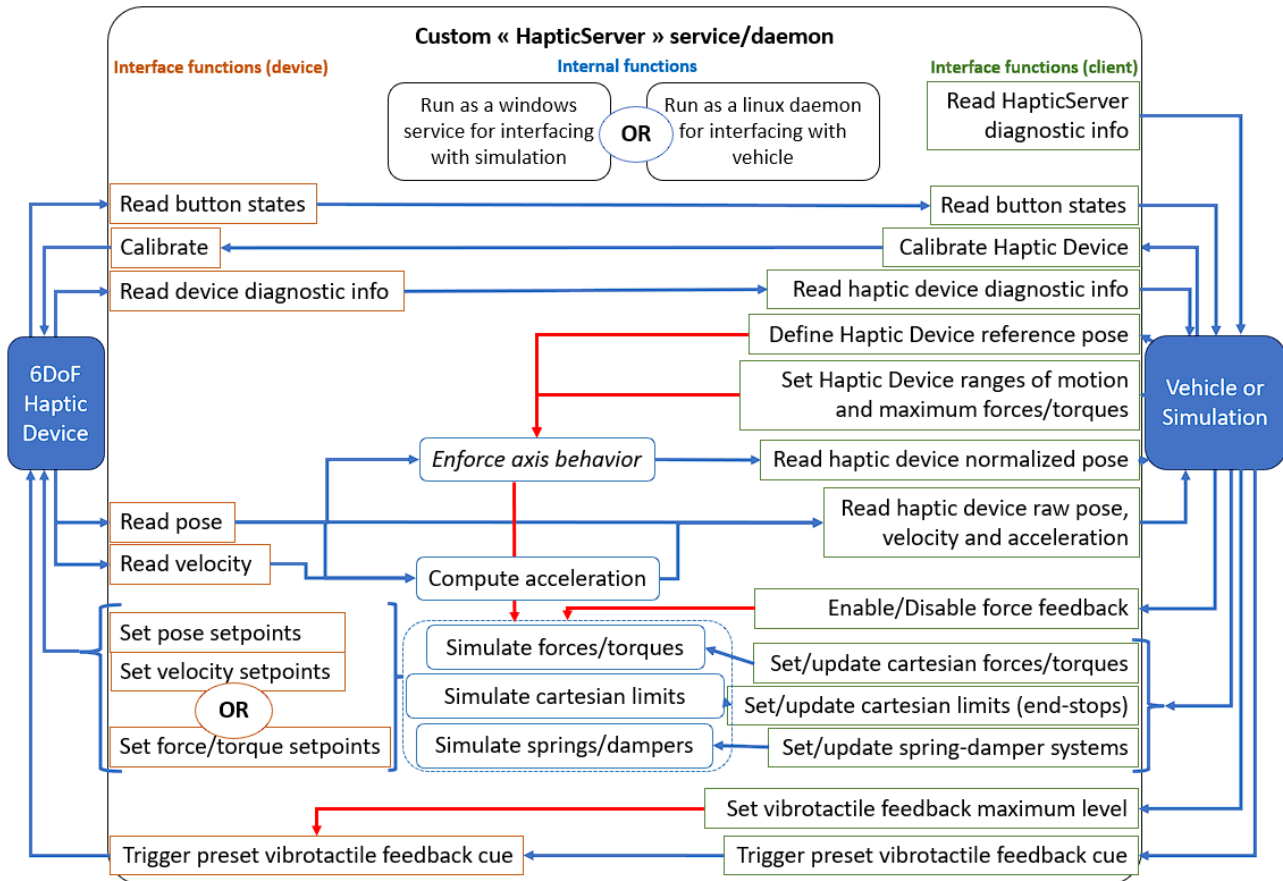 Custom « HapticServer » service/daemon
Interface functions (device)
Internal functions
Interface functions (client)
Run as a windows
service for interfacing
with simulation
OR
Run as a linux daemon
for interfacing with
vehicle
Read HapticServer
diagnostic info
Read button states
Read button states
Calibrate
Calibrate Haptic Device
Read device diagnostic info
Read haptic device diagnostic info
Define Haptic Device reference pose
6DoF
Haptic
Device
Set Haptic Device ranges of motion
and maximum forces/torques
Vehicle or
Simulation
Enforce axis behavior
Read haptic device normalized pose
Read pose
Read haptic device raw pose,
velocity and acceleration
Read velocity
Compute acceleration
Enable/Disable force feedback
Set pose setpoints
Set velocity setpoints
OR
Set force/torque setpoints
Simulate forces/torques
Simulate cartesian limits
Simulate springs/dampers
Set/update cartesian forces/torques
Set/update cartesian limits (end-stops)
Set/update spring-damper systems
Set vibrotactile feedback maximum level
Trigger preset vibrotactile feedback cue
Trigger preset vibrotactile feedback cue